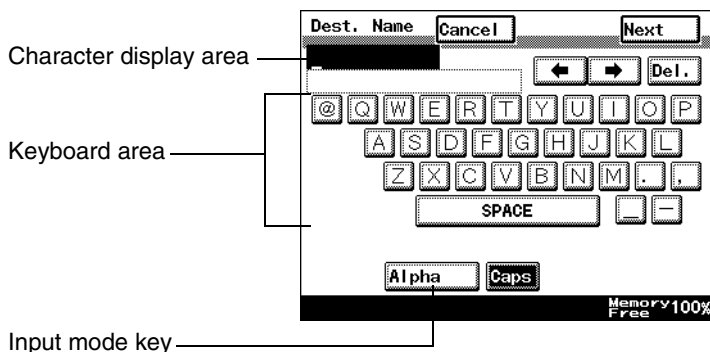 Dest. Name Cancel Next
Character display area
← → Del.
@ Q W E R T Y U I O P
A S D F G H J K L
Keyboard area
Z X C V B N M . ,
SPACE _ -
Alpha Caps
Memory Free 100%
Input mode key